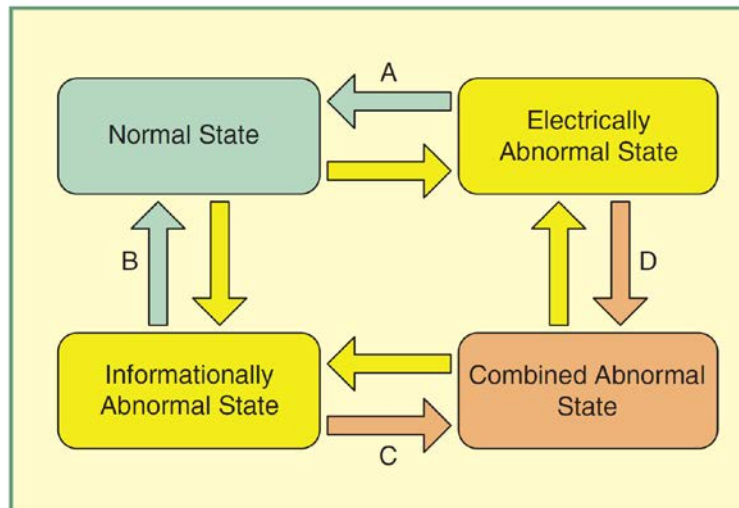 A
Normal State
Electrically
Abnormal State
B
D
Informationally
Abnormal State
Combined Abnormal
State
C